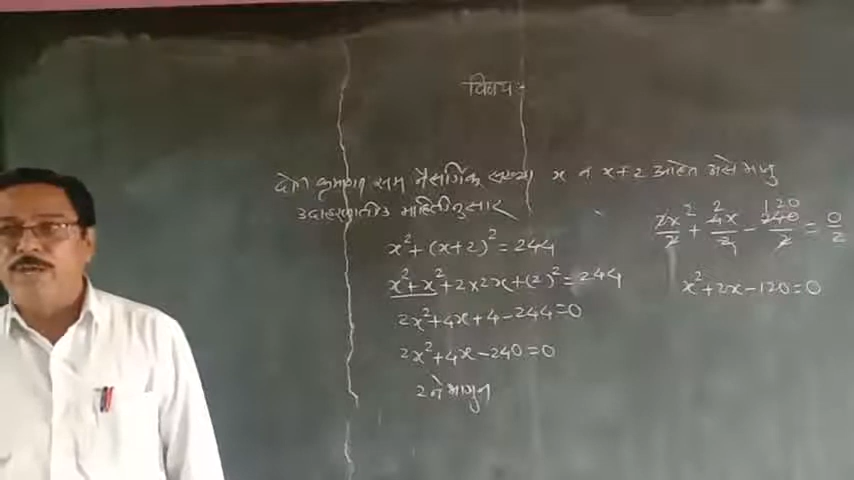 विषय:-
दोन क्रमागत सम नैसर्गिक संख्या x व x+2 आहेत असे मानू
उदाहरणातील माहितीनुसार
x² + (x+2)² = 244
x² + x² + 2×2x + (2)² = 244
2x² + 4x + 4 - 244 = 0
2x² + 4x - 240 = 0
2 ने भागून
2x²/2 + 4x/2 - 240/2 = 0/2
2 120
x² + 2x - 120 = 0